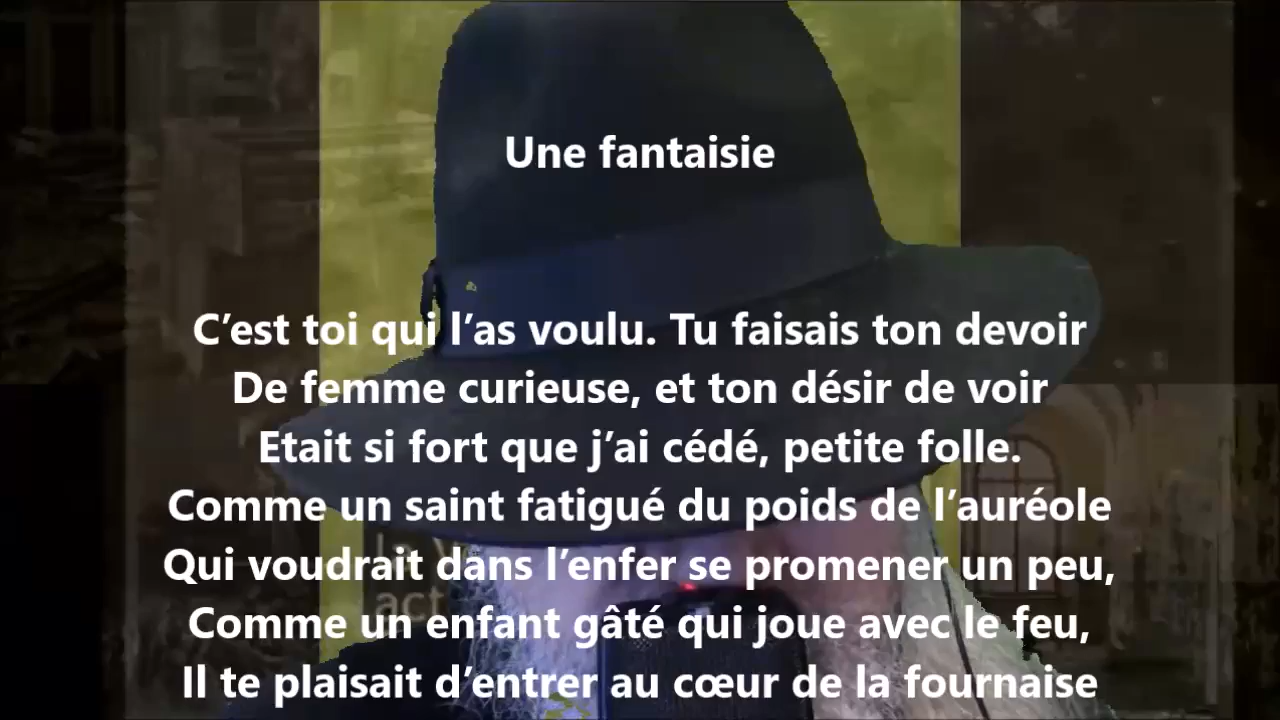 Une fantaisie
C’est toi qui l’as voulu. Tu faisais ton devoir
De femme curieuse, et ton désir de voir
Etait si fort que j’ai cédé, petite folle.
Comme un saint fatigué du poids de l’auréole
Qui voudrait dans l’enfer se promener un peu,
Comme un enfant gâté qui joue avec le feu,
Il te plaisait d’entrer au cœur de la fournaise
act